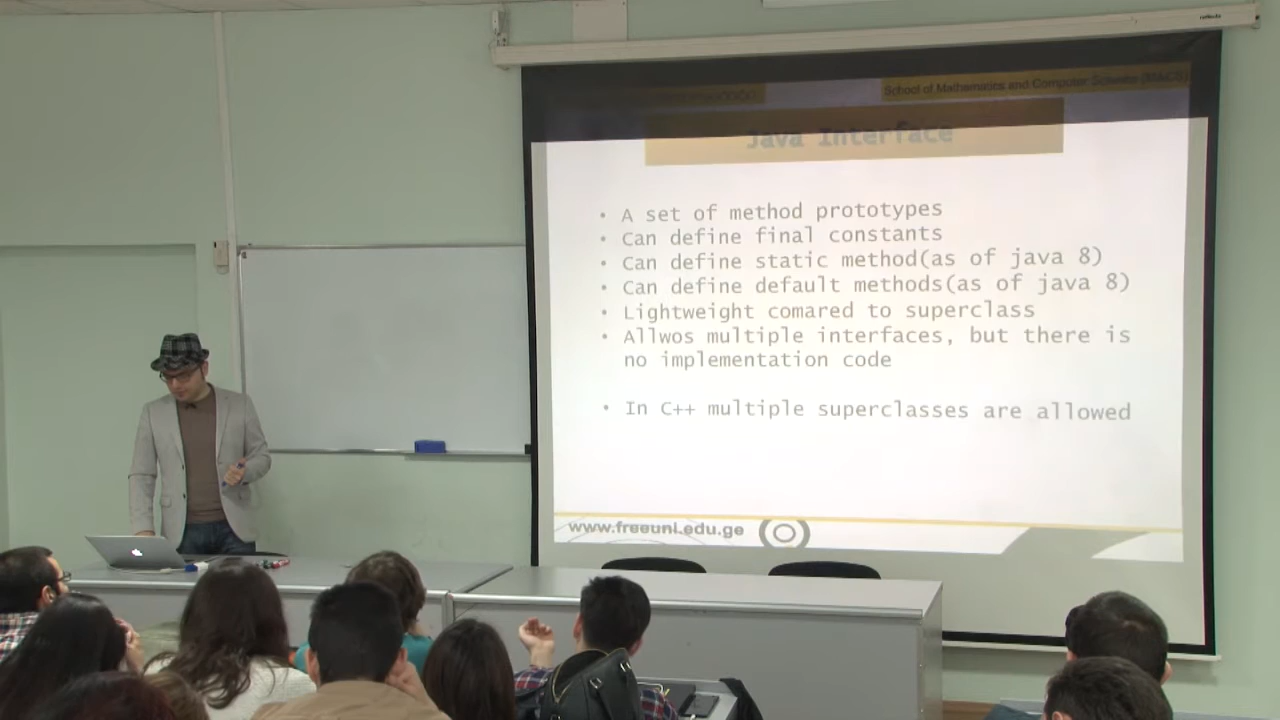 School of Mathematics and Computer Science (MACS)
Java Interface
• A set of method prototypes
• Can define final constants
• Can define static method(as of java 8)
• Can define default methods(as of java 8)
• Lightweight comared to superclass
• Allwos multiple interfaces, but there is
no implementation code
• In C++ multiple superclasses are allowed
www.freeuni.edu.ge